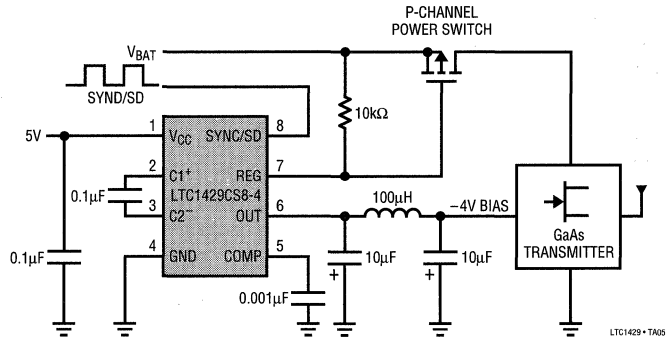 P-CHANNEL
POWER SWITCH
VBAT
SYND/SD
10kΩ
5V
1
VCC
SYNC/SD
8
2
C1+
REG
7
0.1µF
LTC1429CS8-4
100µH
3
C2−
OUT
6
−4V BIAS
4
GND
COMP
5
0.1µF
10µF
+
10µF
+
0.001µF
GaAs
TRANSMITTER
LTC1429 • TA05